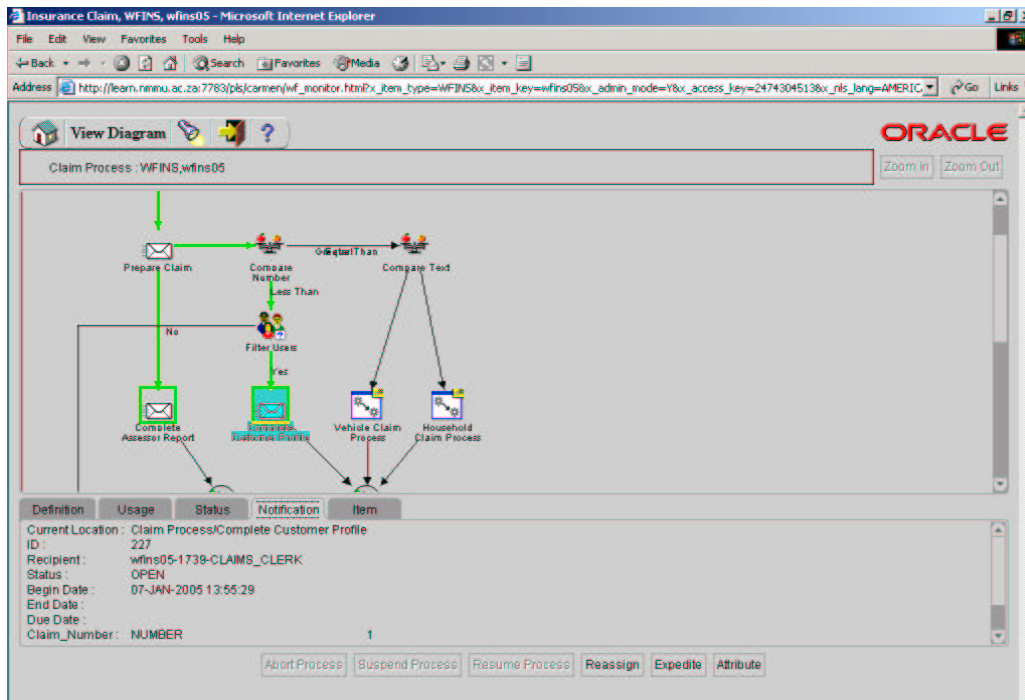 Insurance Claim, WFINS, wfins05 - Microsoft Internet Explorer
File Edit View Favorites Tools Help
Back Search Favorites Media
Address http://learn.nmmu.ac.za:7783/pls/carmen/wf_monitor.html?x_item_type=WFINS&x_item_key=wfins05&x_admin_mode=Y&x_access_key=2474304513&x_nls_lang=AMERIC Go Links
View Diagram ? ORACLE
Claim Process : WFINS,wfins05 Zoom In Zoom Out
Than
Prepare Claim Compare Number Compare Text
Less Than
No
Filter Users
Yes
Complete Assessor Report Complete Customer Profile Vehicle Claim Process Household Claim Process
Definition Usage Status Notification Item
Current Location : Claim Process/Complete Customer Profile
ID : 227
Recipient : wfins05-1739-CLAIMS_CLERK
Status : OPEN
Begin Date : 07-JAN-2005 13:55:29
End Date :
Due Date :
Claim_Number : NUMBER 1
Abort Process Suspend Process Resume Process Reassign Expedite Attribute